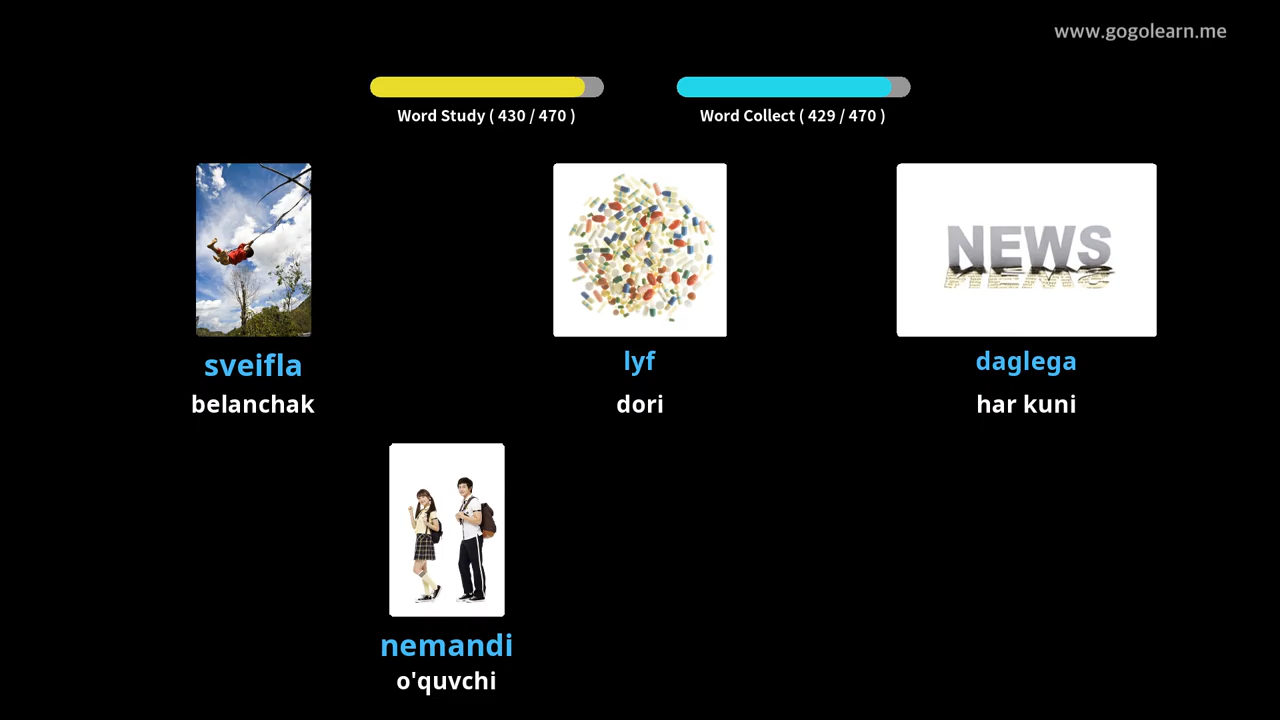 www.gogolearn.me
Word Study ( 430 / 470 )
Word Collect ( 429 / 470 )
NEWS
sveifla
lyf
daglega
belanchak
dori
har kuni
nemandi
o'quvchi